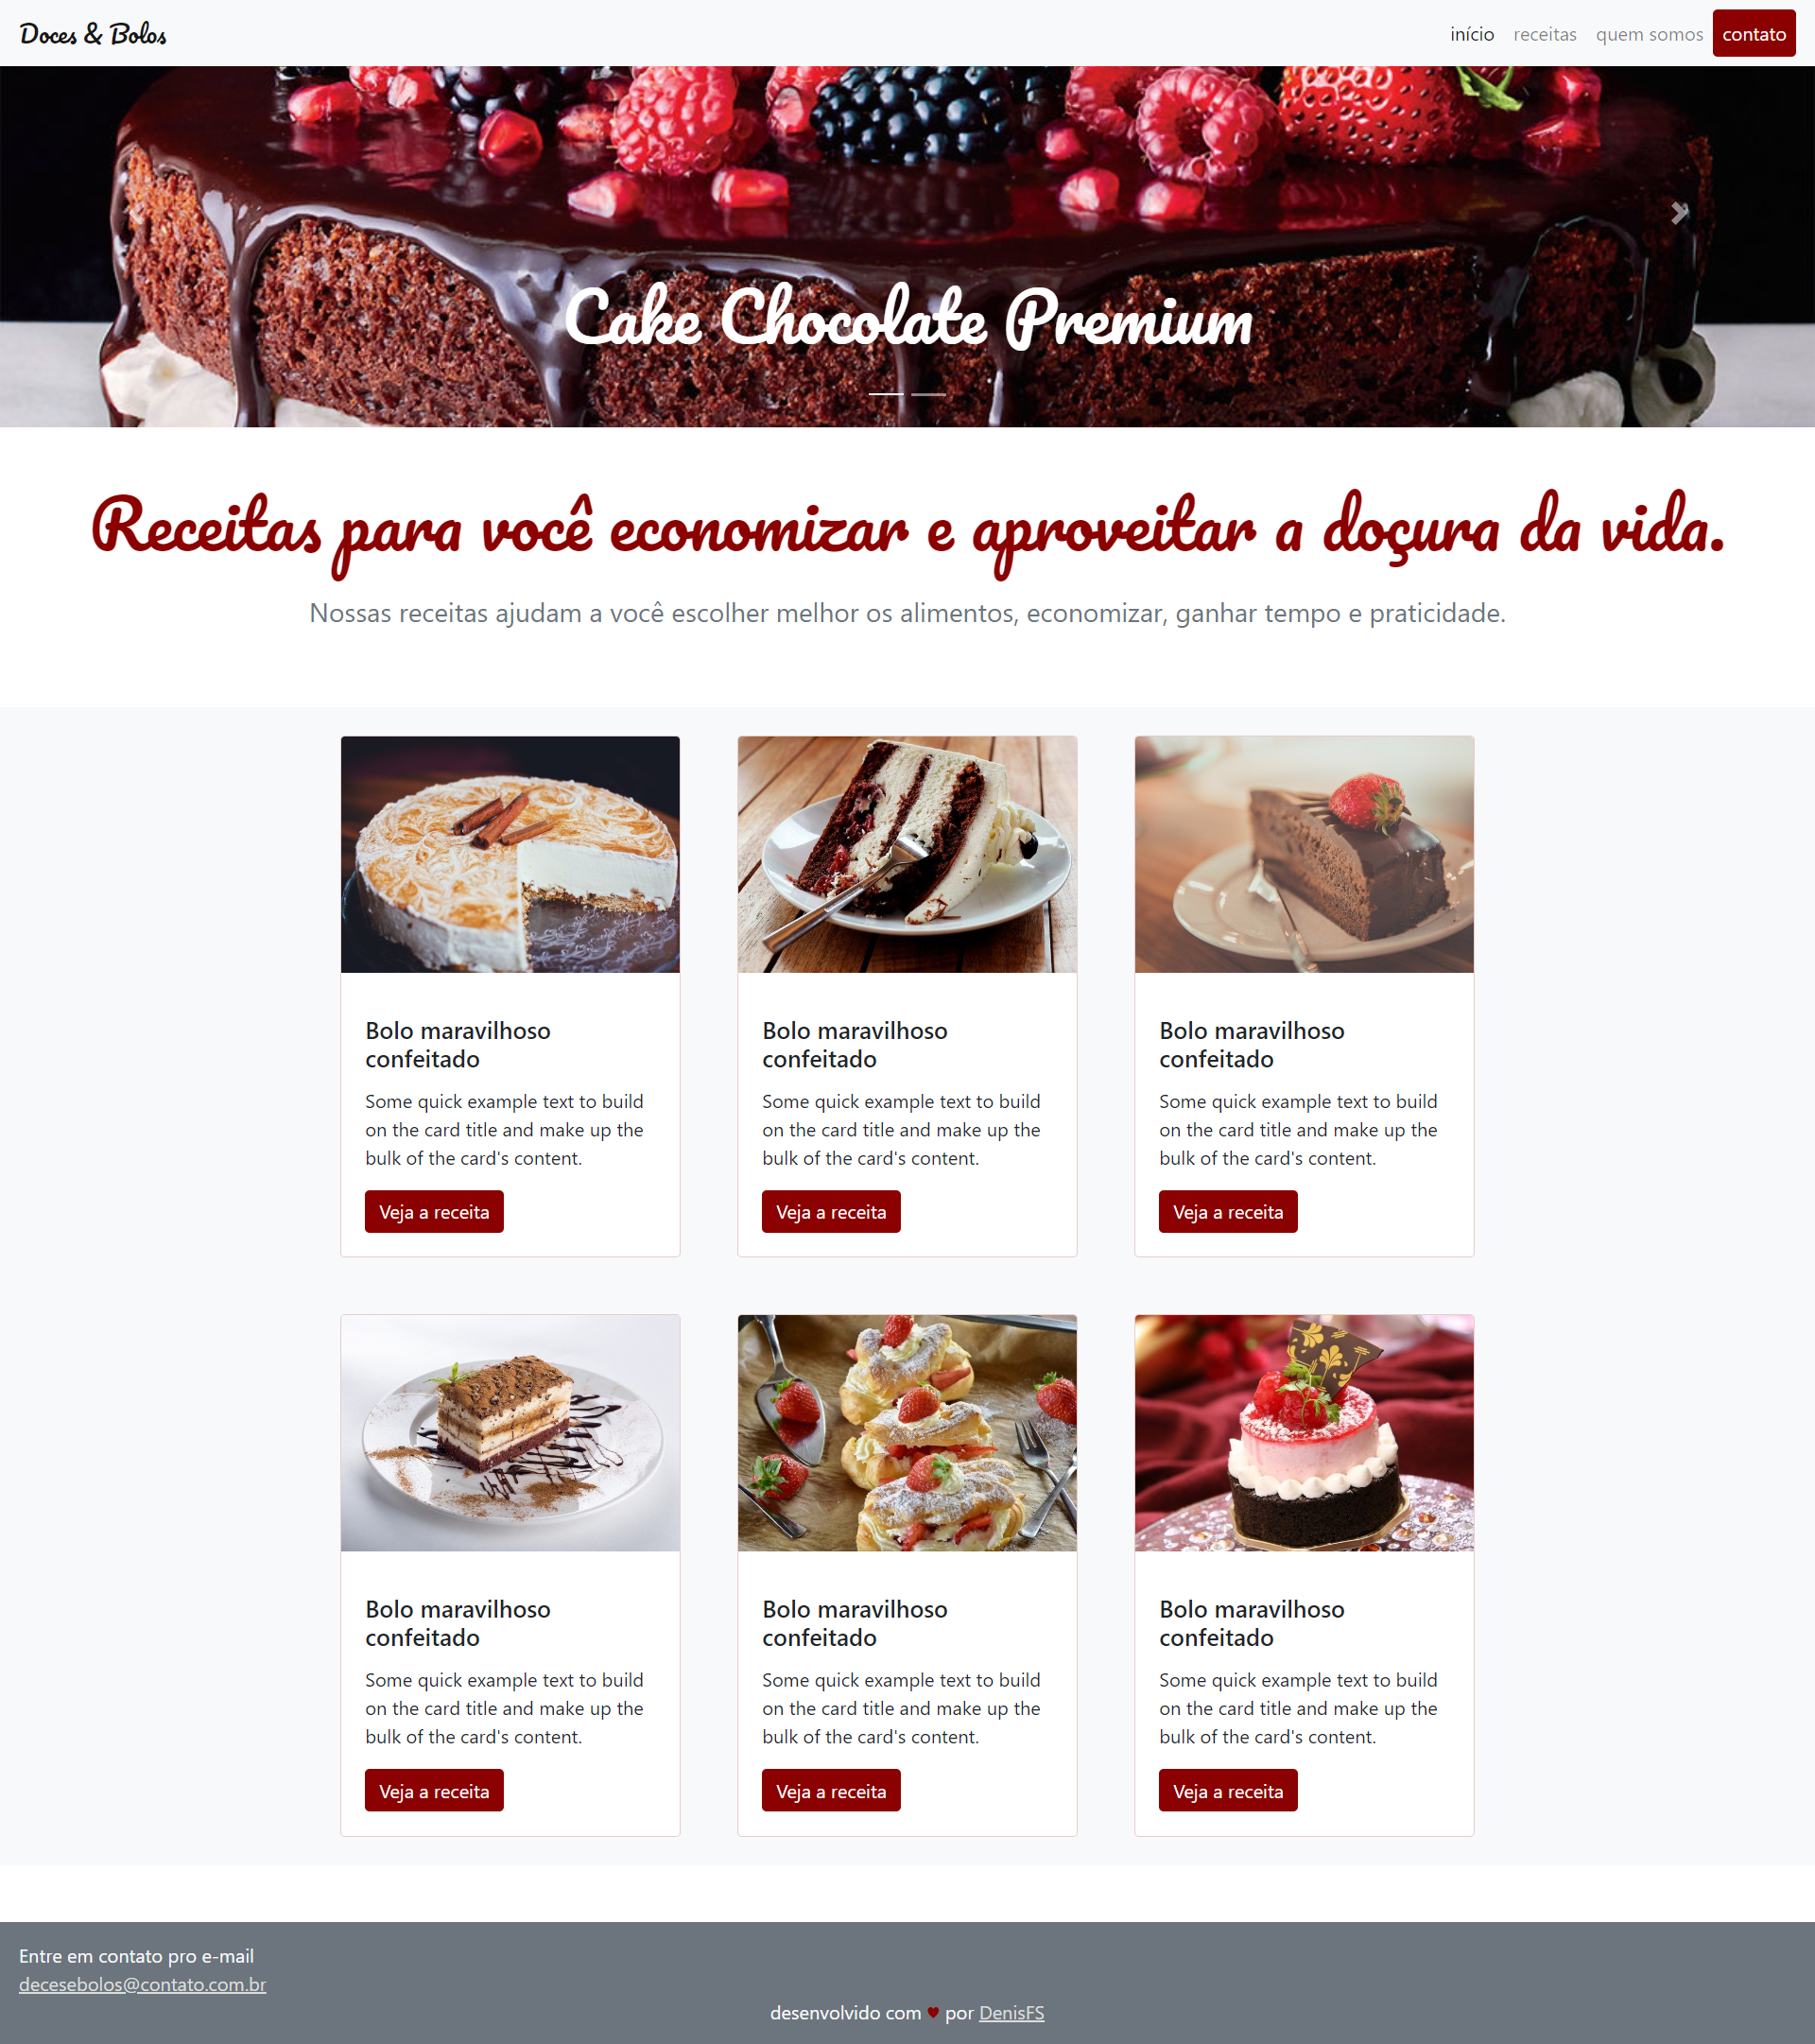 Doces & Bolos
início receitas quem somos contato
Cake Chocolate Premium
Receitas para você economizar e aproveitar a doçura da vida.
Nossas receitas ajudam a você escolher melhor os alimentos, economizar, ganhar tempo e praticidade.
Bolo maravilhoso
confeitado
Some quick example text to build
on the card title and make up the
bulk of the card's content.
Veja a receita
Bolo maravilhoso
confeitado
Some quick example text to build
on the card title and make up the
bulk of the card's content.
Veja a receita
Bolo maravilhoso
confeitado
Some quick example text to build
on the card title and make up the
bulk of the card's content.
Veja a receita
Bolo maravilhoso
confeitado
Some quick example text to build
on the card title and make up the
bulk of the card's content.
Veja a receita
Bolo maravilhoso
confeitado
Some quick example text to build
on the card title and make up the
bulk of the card's content.
Veja a receita
Bolo maravilhoso
confeitado
Some quick example text to build
on the card title and make up the
bulk of the card's content.
Veja a receita
Entre em contato pro e-mail
decesebolos@contato.com.br
desenvolvido com ♥ por DenisFS